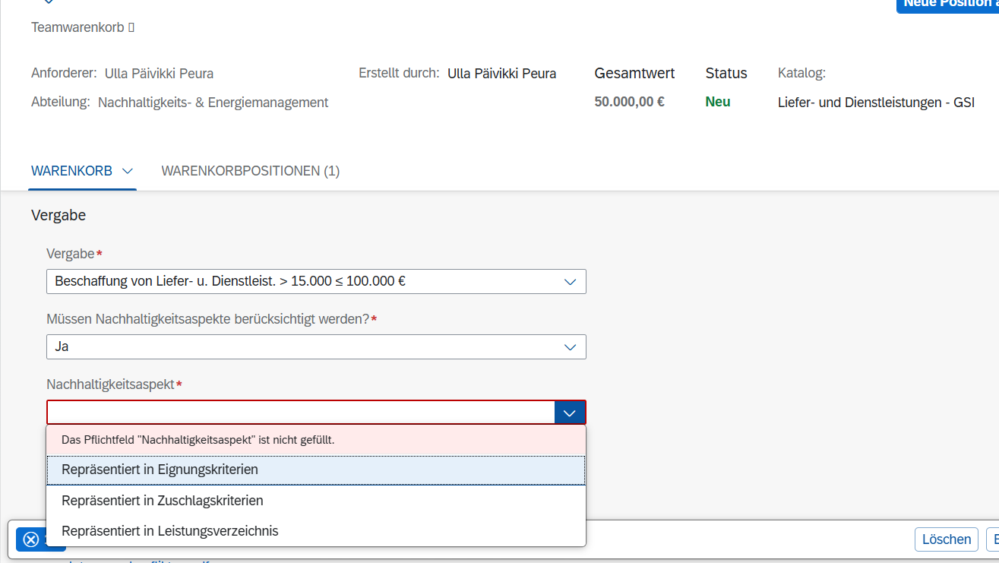 Neue Position
Teamwarenkorb
Anforderer: Ulla Päivikki Peura Erstellt durch: Ulla Päivikki Peura Gesamtwert Status Katalog:
Abteilung: Nachhaltigkeits- & Energiemanagement 50.000,00 € Neu Liefer- und Dienstleistungen - GSI
WARENKORB WARENKORBPOSITIONEN (1)
Vergabe
Vergabe*
Beschaffung von Liefer- u. Dienstleist. > 15.000 ≤ 100.000 €
Müssen Nachhaltigkeitsaspekte berücksichtigt werden?*
Ja
Nachhaltigkeitsaspekt*
Das Pflichtfeld "Nachhaltigkeitsaspekt" ist nicht gefüllt.
Repräsentiert in Eignungskriterien
Repräsentiert in Zuschlagskriterien
Repräsentiert in Leistungsverzeichnis
Löschen